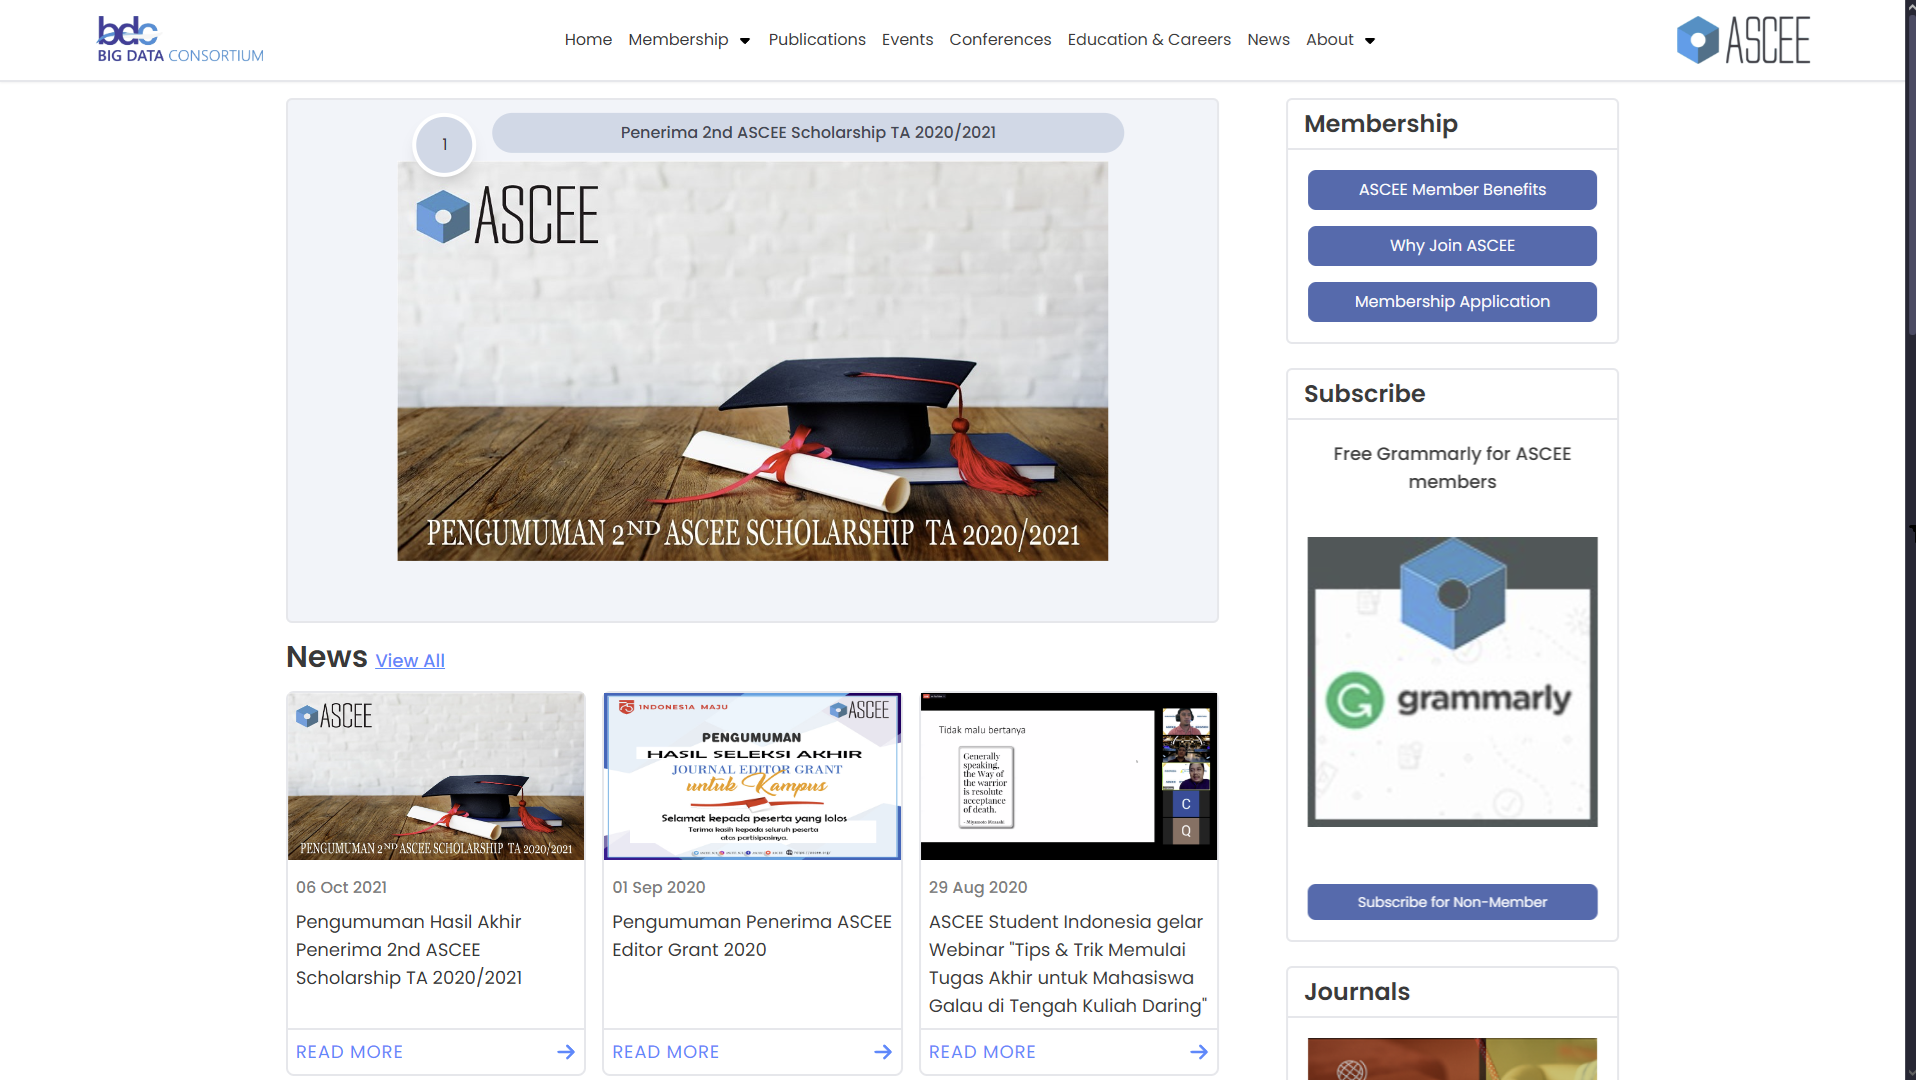 bdc
BIG DATA CONSORTIUM
Home
Membership
Publications
Events
Conferences
Education & Careers
News
About
ASCEE
1
Penerima 2nd ASCEE Scholarship TA 2020/2021
ASCEE
PENGUMUMAN 2ND ASCEE SCHOLARSHIP TA 2020/2021
Membership
ASCEE Member Benefits
Why Join ASCEE
Membership Application
Subscribe
Free Grammarly for ASCEE
members
grammarly
Subscribe for Non-Member
Journals
News View All
ASCEE
PENGUMUMAN 2ND ASCEE SCHOLARSHIP TA 2020/2021
06 Oct 2021
Pengumuman Hasil Akhir
Penerima 2nd ASCEE
Scholarship TA 2020/2021
READ MORE
INDONESIA MAJU
ASCEE
PENGUMUMAN
HASIL SELEKSI AKHIR
JOURNAL EDITOR GRANT
untuk Kampus
Selamat kepada peserta yang lolos
Terima kasih kepada seluruh peserta
atas partisipasinya.
01 Sep 2020
Pengumuman Penerima ASCEE
Editor Grant 2020
READ MORE
Tidak malu bertanya
Generally
speaking,
the Way of
the warrior
is resolute
acceptance
of death.
- Miyamoto Musashi
C
Q
29 Aug 2020
ASCEE Student Indonesia gelar
Webinar "Tips & Trik Memulai
Tugas Akhir untuk Mahasiswa
Galau di Tengah Kuliah Daring"
READ MORE